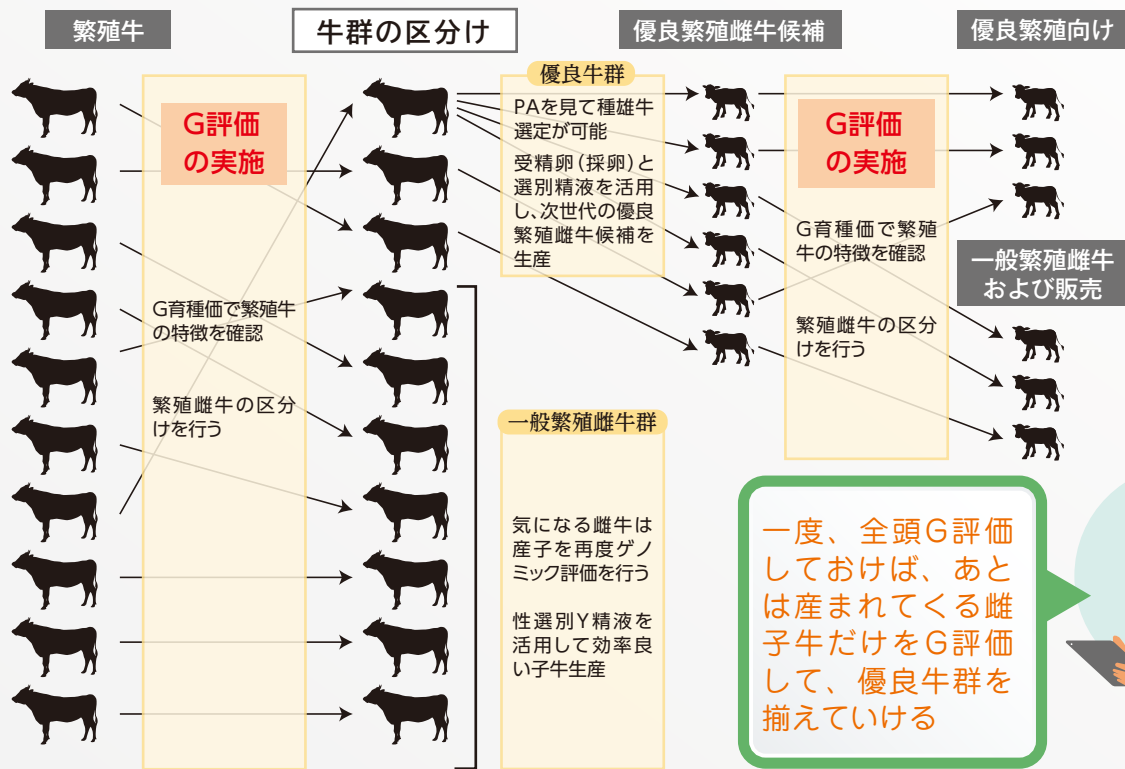 繁殖牛
牛群の区分け
優良繁殖雌牛候補
優良繁殖向け
G評価
の実施
G育種価で繁殖牛
の特徴を確認
繁殖雌牛の区分
けを行う
優良牛群
PAを見て種雄牛
選定が可能
受精卵(採卵)と
選別精液を活用
し、次世代の優良
繁殖雌牛候補を
生産
一般繁殖雌牛群
気になる雌牛は
産子を再度ゲノ
ミック評価を行う
性選別Y精液を
活用して効率良
い子牛生産
G評価
の実施
G育種価で繁殖
牛の特徴を確認
繁殖雌牛の区分
けを行う
一般繁殖雌牛
および販売
一度、全頭G評価
しておけば、あと
は産まれてくる雌
子牛だけをG評価
して、優良牛群を
揃えていける